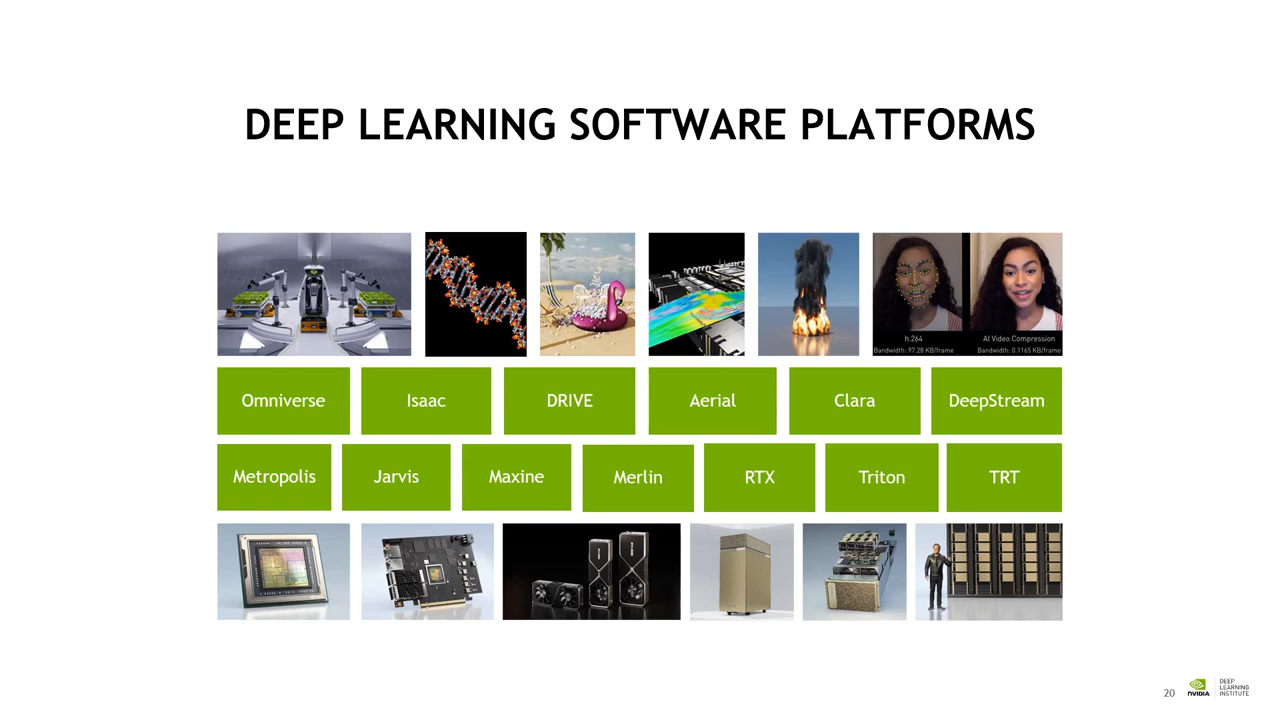 DEEP LEARNING SOFTWARE PLATFORMS
h.264
AI Video Compression
Bandwidth: 97.28 KB/frame
Bandwidth: 0.1165 KB/frame
Omniverse
Isaac
DRIVE
Aerial
Clara
DeepStream
Metropolis
Jarvis
Maxine
Merlin
RTX
Triton
TRT
20
NVIDIA
DEEP
LEARNING
INSTITUTE